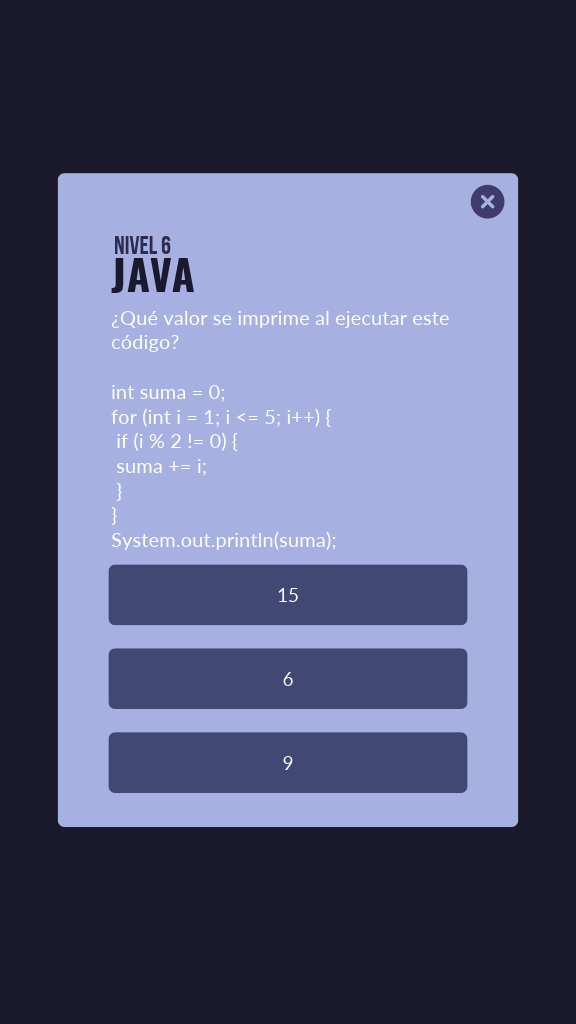 NIVEL 6
JAVA
¿Qué valor se imprime al ejecutar este
código?
int suma = 0;
for (int i = 1; i <= 5; i++) {
if (i % 2 != 0) {
suma += i;
}
}
System.out.println(suma);
15
6
9